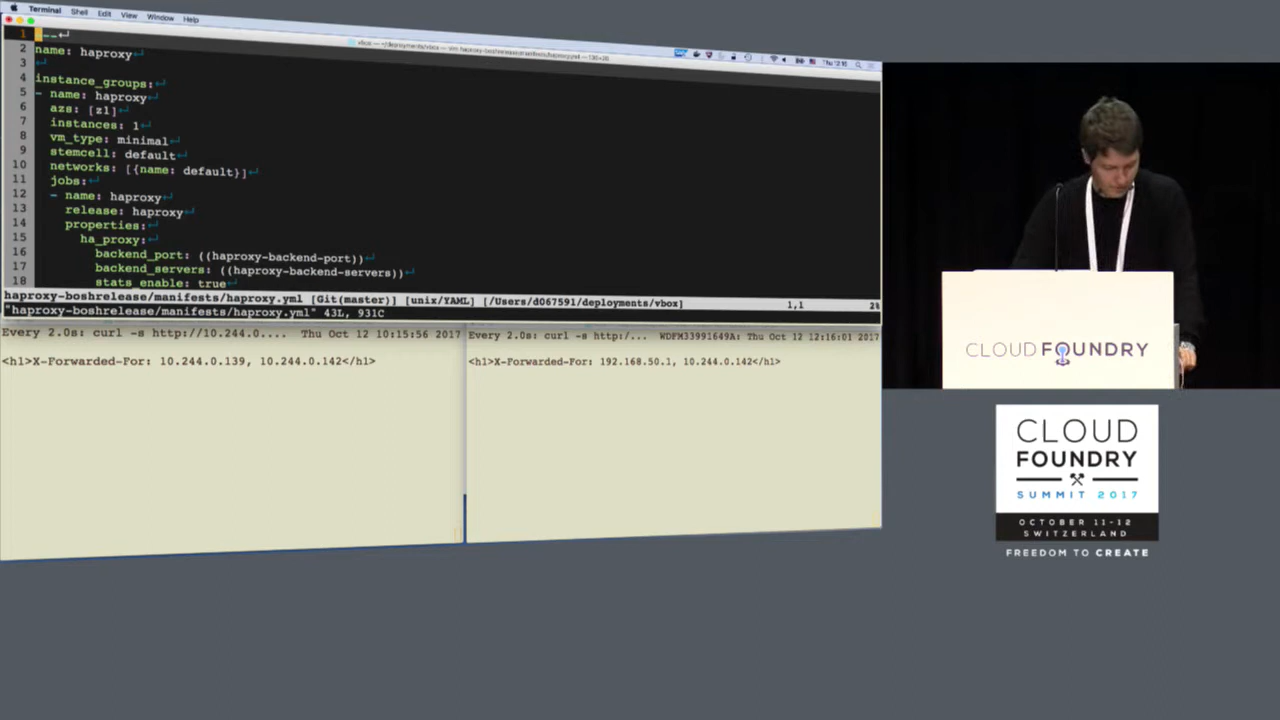 Terminal Shell Edit View Window Help
1 ---
2 name: haproxy
3
4 instance_groups:
5 - name: haproxy
6 azs: [z1]
7 instances: 1
8 vm_type: minimal
9 stemcell: default
10 networks: [{name: default}]
11 jobs:
12 - name: haproxy
13 release: haproxy
14 properties:
15 ha_proxy:
16 backend_port: ((haproxy-backend-port))
17 backend_servers: ((haproxy-backend-servers))
18 stats_enable: true
haproxy-boshrelease/manifests/haproxy.yml [Git(master)] [unix/YAML] [/Users/d067591/deployments/vbox] 1,1 2%
"haproxy-boshrelease/manifests/haproxy.yml" 43L, 931C
Every 2.0s: curl -s http://10.244.0.... Thu Oct 12 10:15:56 2017
<h1>X-Forwarded-For: 10.244.0.139, 10.244.0.142</h1>
Every 2.0s: curl -s http:/... WDFM33991649A: Thu Oct 12 12:16:01 2017
<h1>X-Forwarded-For: 192.168.50.1, 10.244.0.142</h1>
CLOUD FOUNDRY
CLOUD
FOUNDRY
SUMMIT 2017
OCTOBER 11-12
SWITZERLAND
FREEDOM TO CREATE